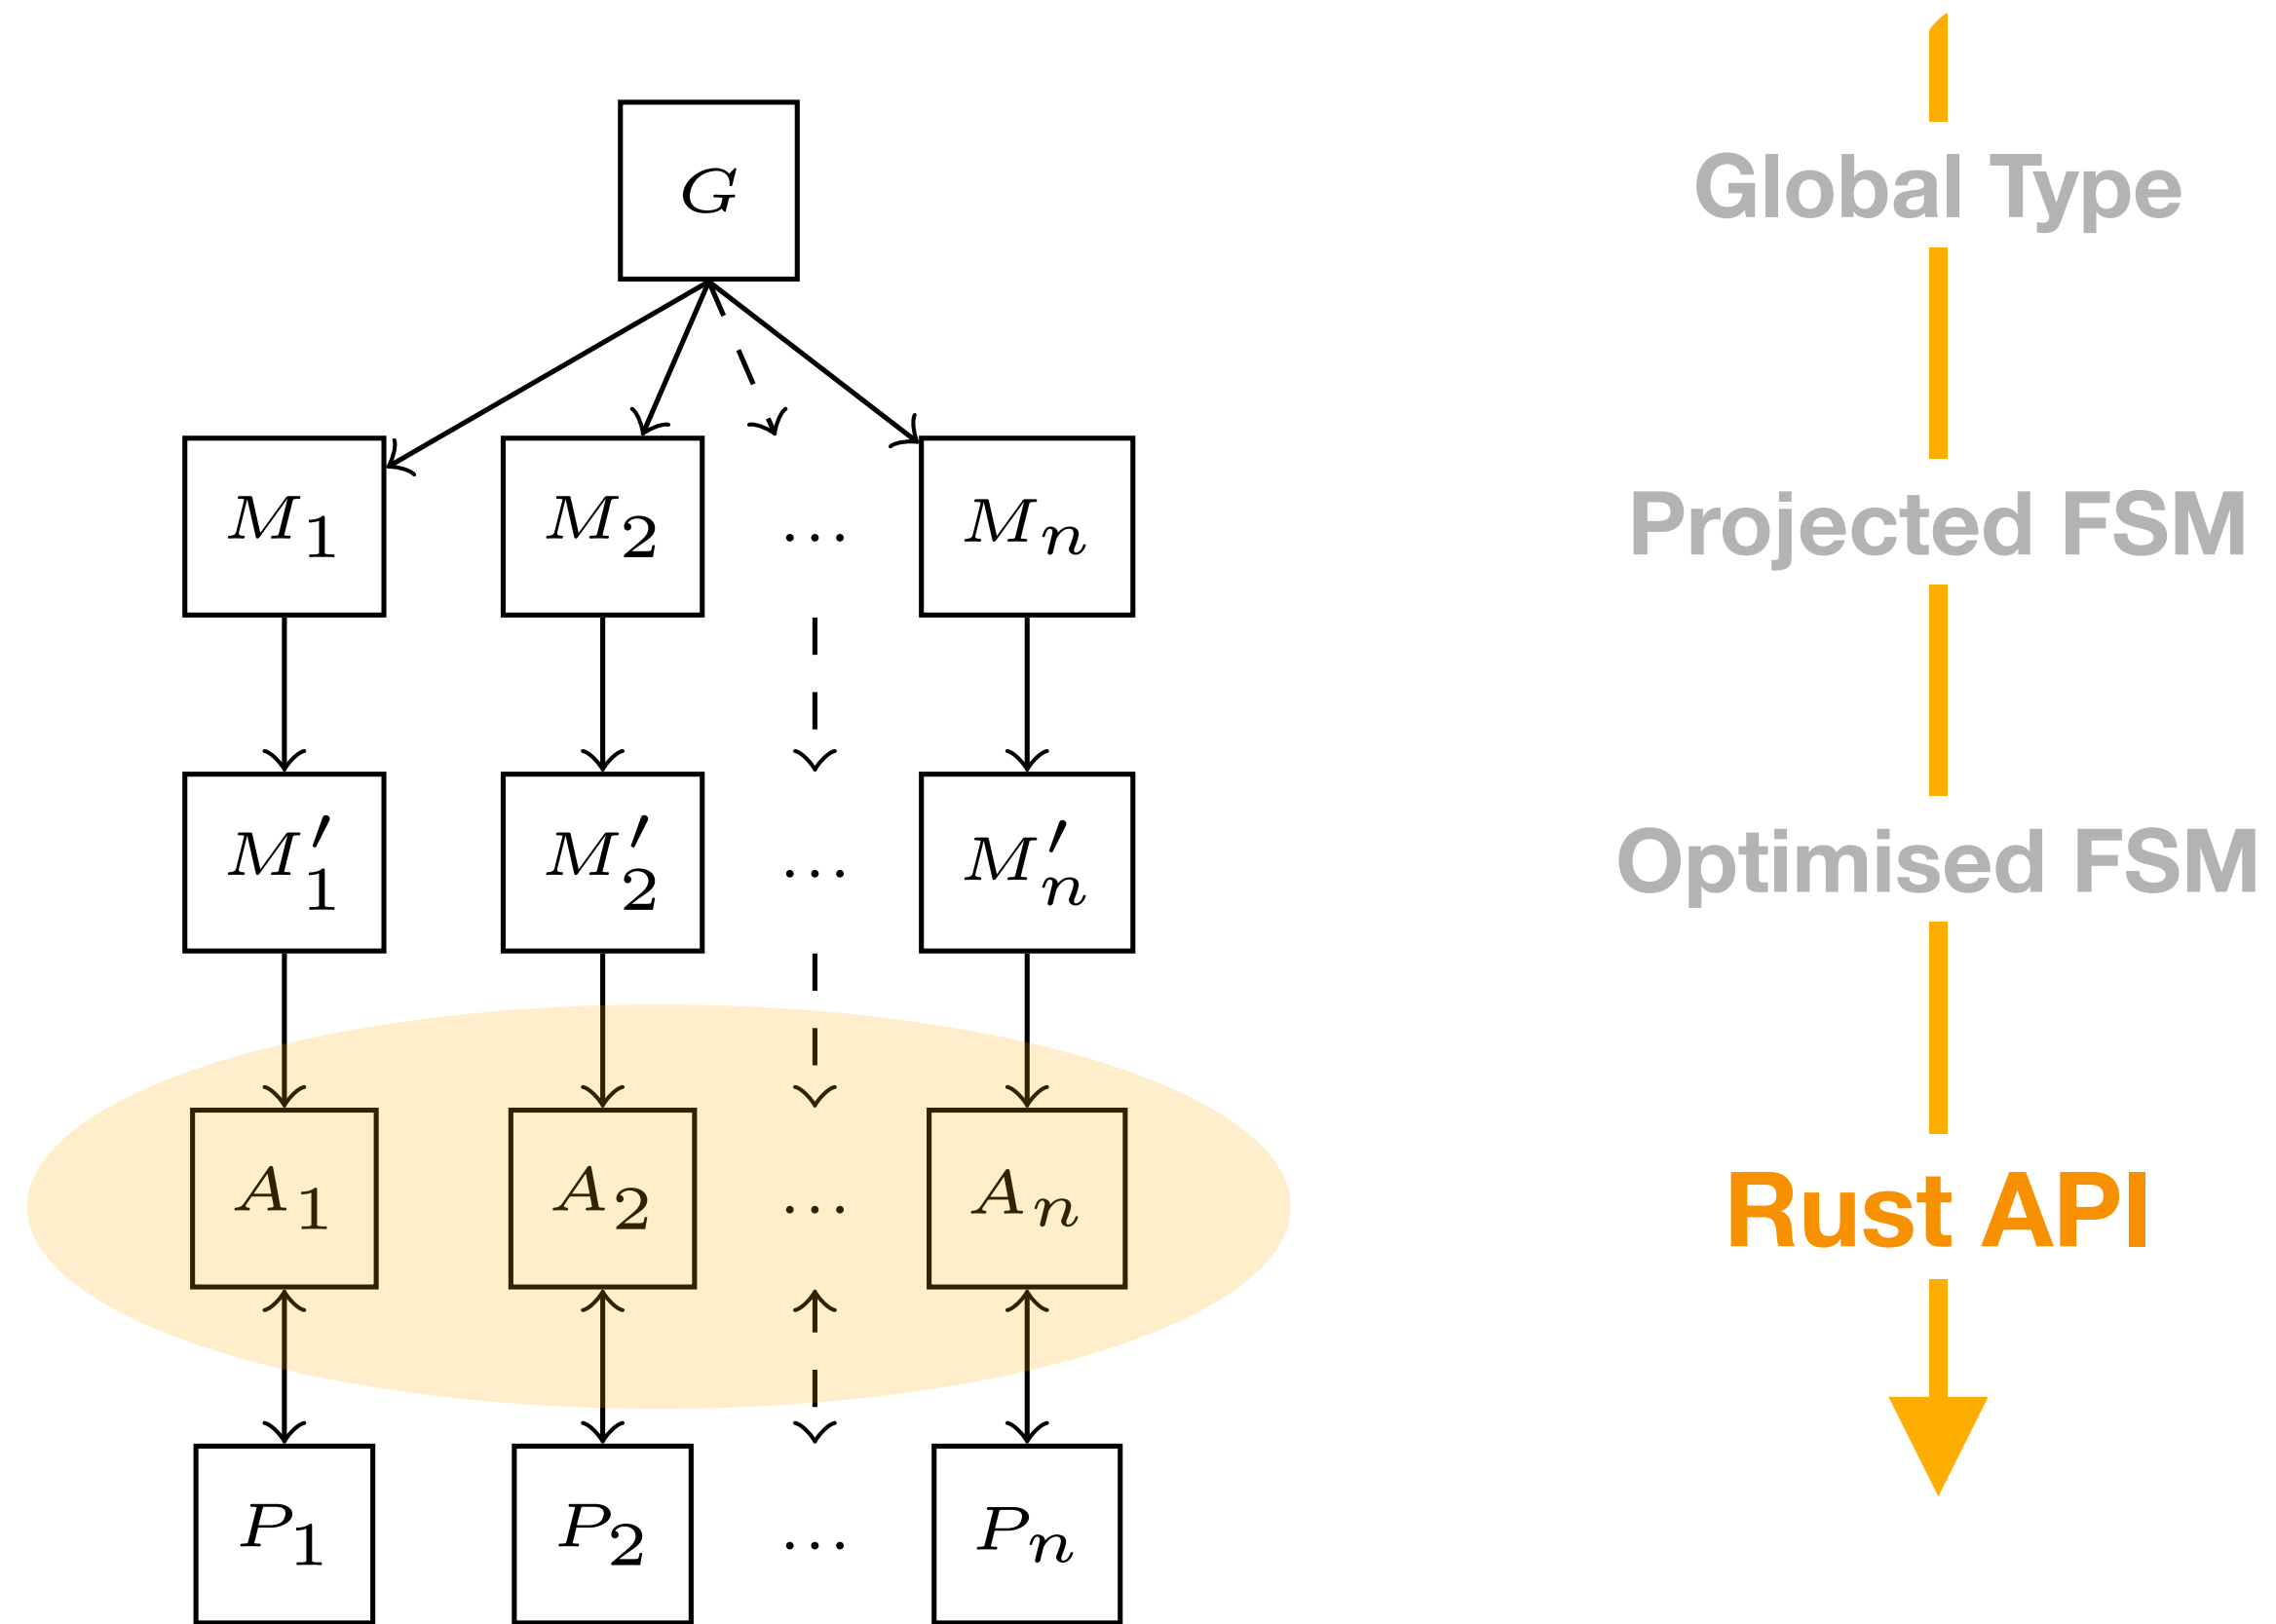 G Global Type
M₁ M₂ ... Mₙ Projected FSM
M′₁ M′₂ ... M′ₙ Optimised FSM
A₁ A₂ ... Aₙ Rust API
P₁ P₂ ... Pₙ